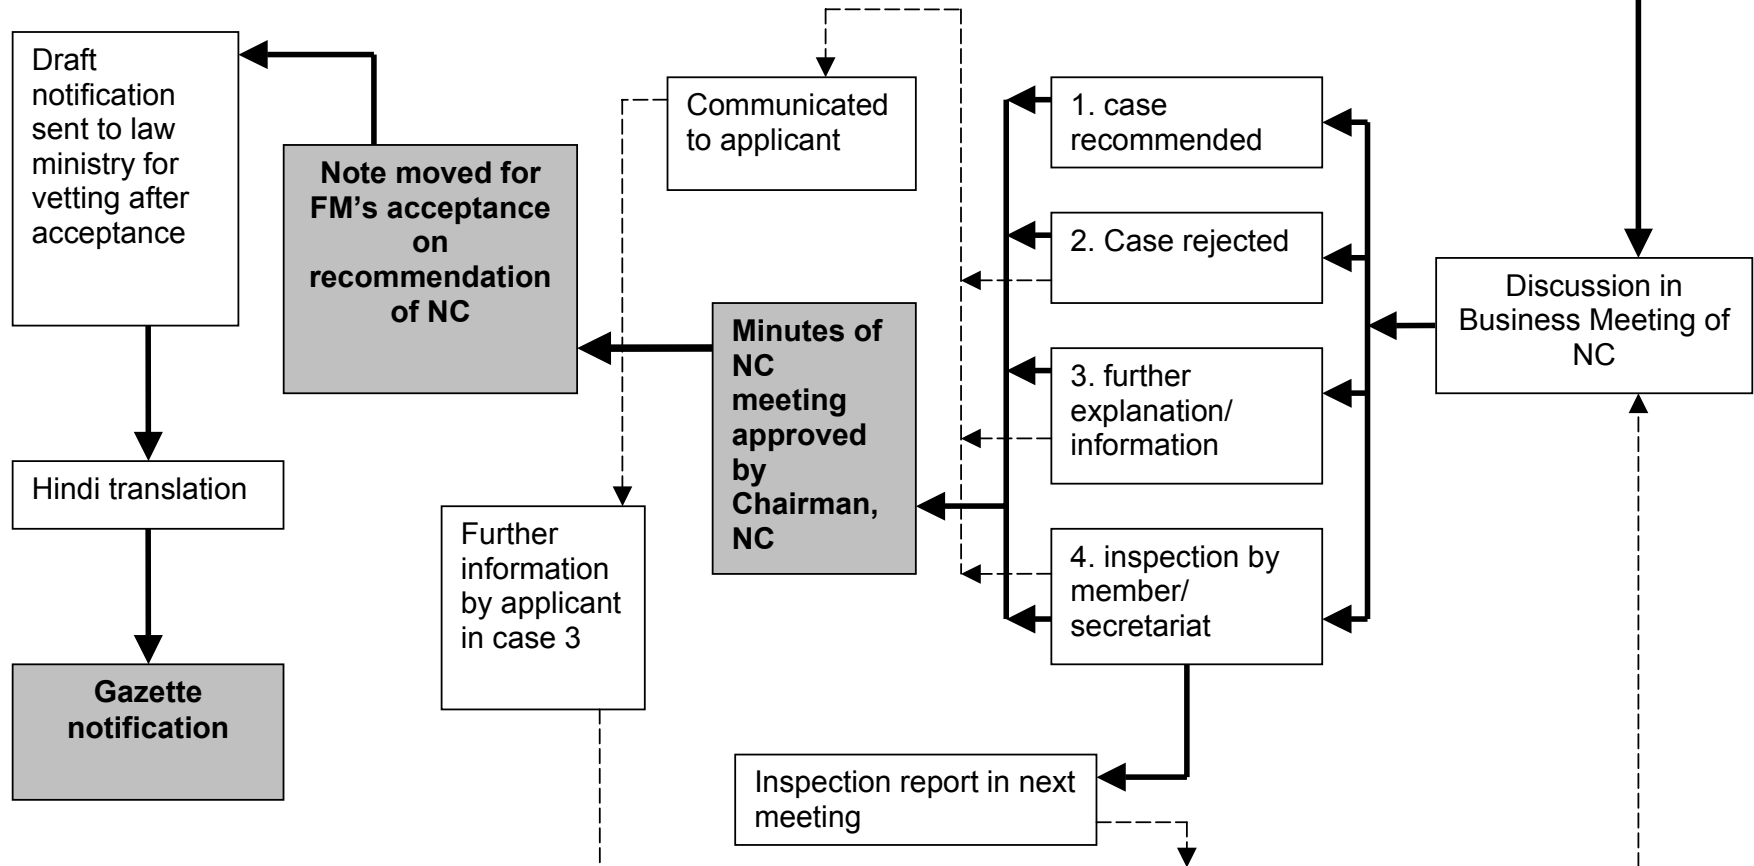 Draft
notification
sent to law
ministry for
vetting after
acceptance
Note moved for
FM’s acceptance
on
recommendation
of NC
Communicated
to applicant
1. case
recommended
2. Case rejected
Discussion in
Business Meeting of
NC
Minutes of
NC
meeting
approved
by
Chairman,
NC
3. further
explanation/
information
Hindi translation
Further
information
by applicant
in case 3
4. inspection by
member/
secretariat
Gazette
notification
Inspection report in next
meeting